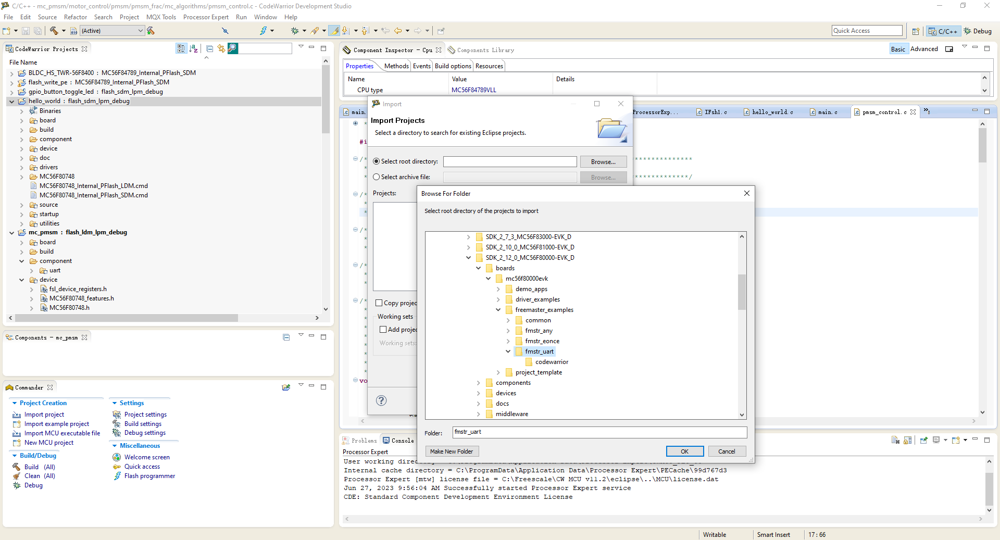 C/C++ - mc_pmsm/motor_control/pmsm/pmsm_frac/mc_algorithms/pmsm_control.c - CodeWarrior Development Studio
File Edit Source Refactor Search Project MQX Tools Processor Expert Run Window Help
(Active)
Quick Access
C/C++
Debug
CodeWarrior Projects
File Name
BLDC_HS_TWR-56F8400 : MC56F84789_Internal_PFlash_SDM
flash_write_pe : MC56F84789_Internal_PFlash_SDM
gpio_button_toggle_led : flash_sdm_lpm_debug
hello_world : flash_sdm_lpm_debug
Binaries
board
build
component
device
doc
drivers
MC56F80748
MC56F80748_Internal_PFlash_LDM.cmd
MC56F80748_Internal_PFlash_SDM.cmd
source
startup
utilities
mc_pmsm : flash_ldm_lpm_debug
board
build
component
uart
device
fsl_device_registers.h
MC56F80748_features.h
MC56F80748.h
Components - mc_pmsm
Commander
Project Creation
Import project
Import example project
Import MCU executable file
New MCU project
Build/Debug
Build (All)
Clean (All)
Debug
Settings
Project settings
Build settings
Debug settings
Miscellaneous
Welcome screen
Quick access
Flash programmer
Component Inspector - Cpu
Components Library
Basic Advanced
Properties Methods Events Build options Resources
Name Value Details
CPU type MC56F84789VLL
main.
ProcessorExp...
IFsh1.c
hello_world.c
main.c
pmsm_control.c
5
#i
vo
Import
Import Projects
Select a directory to search for existing Eclipse projects.
Select root directory:
Browse...
Select archive file:
Browse...
Projects:
Copy projec
Working sets
Add projec
Working sets:
Browse For Folder
Select root directory of the projects to import
SDK_2_7_3_MC56F83000-EVK_D
SDK_2_10_0_MC56F81000-EVK_D
SDK_2_12_0_MC56F80000-EVK_D
boards
mc56f80000evk
demo_apps
driver_examples
freemaster_examples
common
fmstr_any
fmstr_eonce
fmstr_uart
codewarrior
project_template
components
devices
docs
middleware
Folder:
fmstr_uart
Make New Folder
OK
Cancel
Problems
Console
Processor Expert
User working
Internal cache directory = C:\ProgramData\Application Data\Processor Expert\PECache\99d767d3
Processor Expert [mtw] license file = C:\Freescale\CW MCU v11.2\eclipse\..\MCU\license.dat
Jun 27, 2023 9:56:04 AM Successfully started Processor Expert service
CDE: Standard Component Development Environment License
Writable
Smart Insert
17 : 66